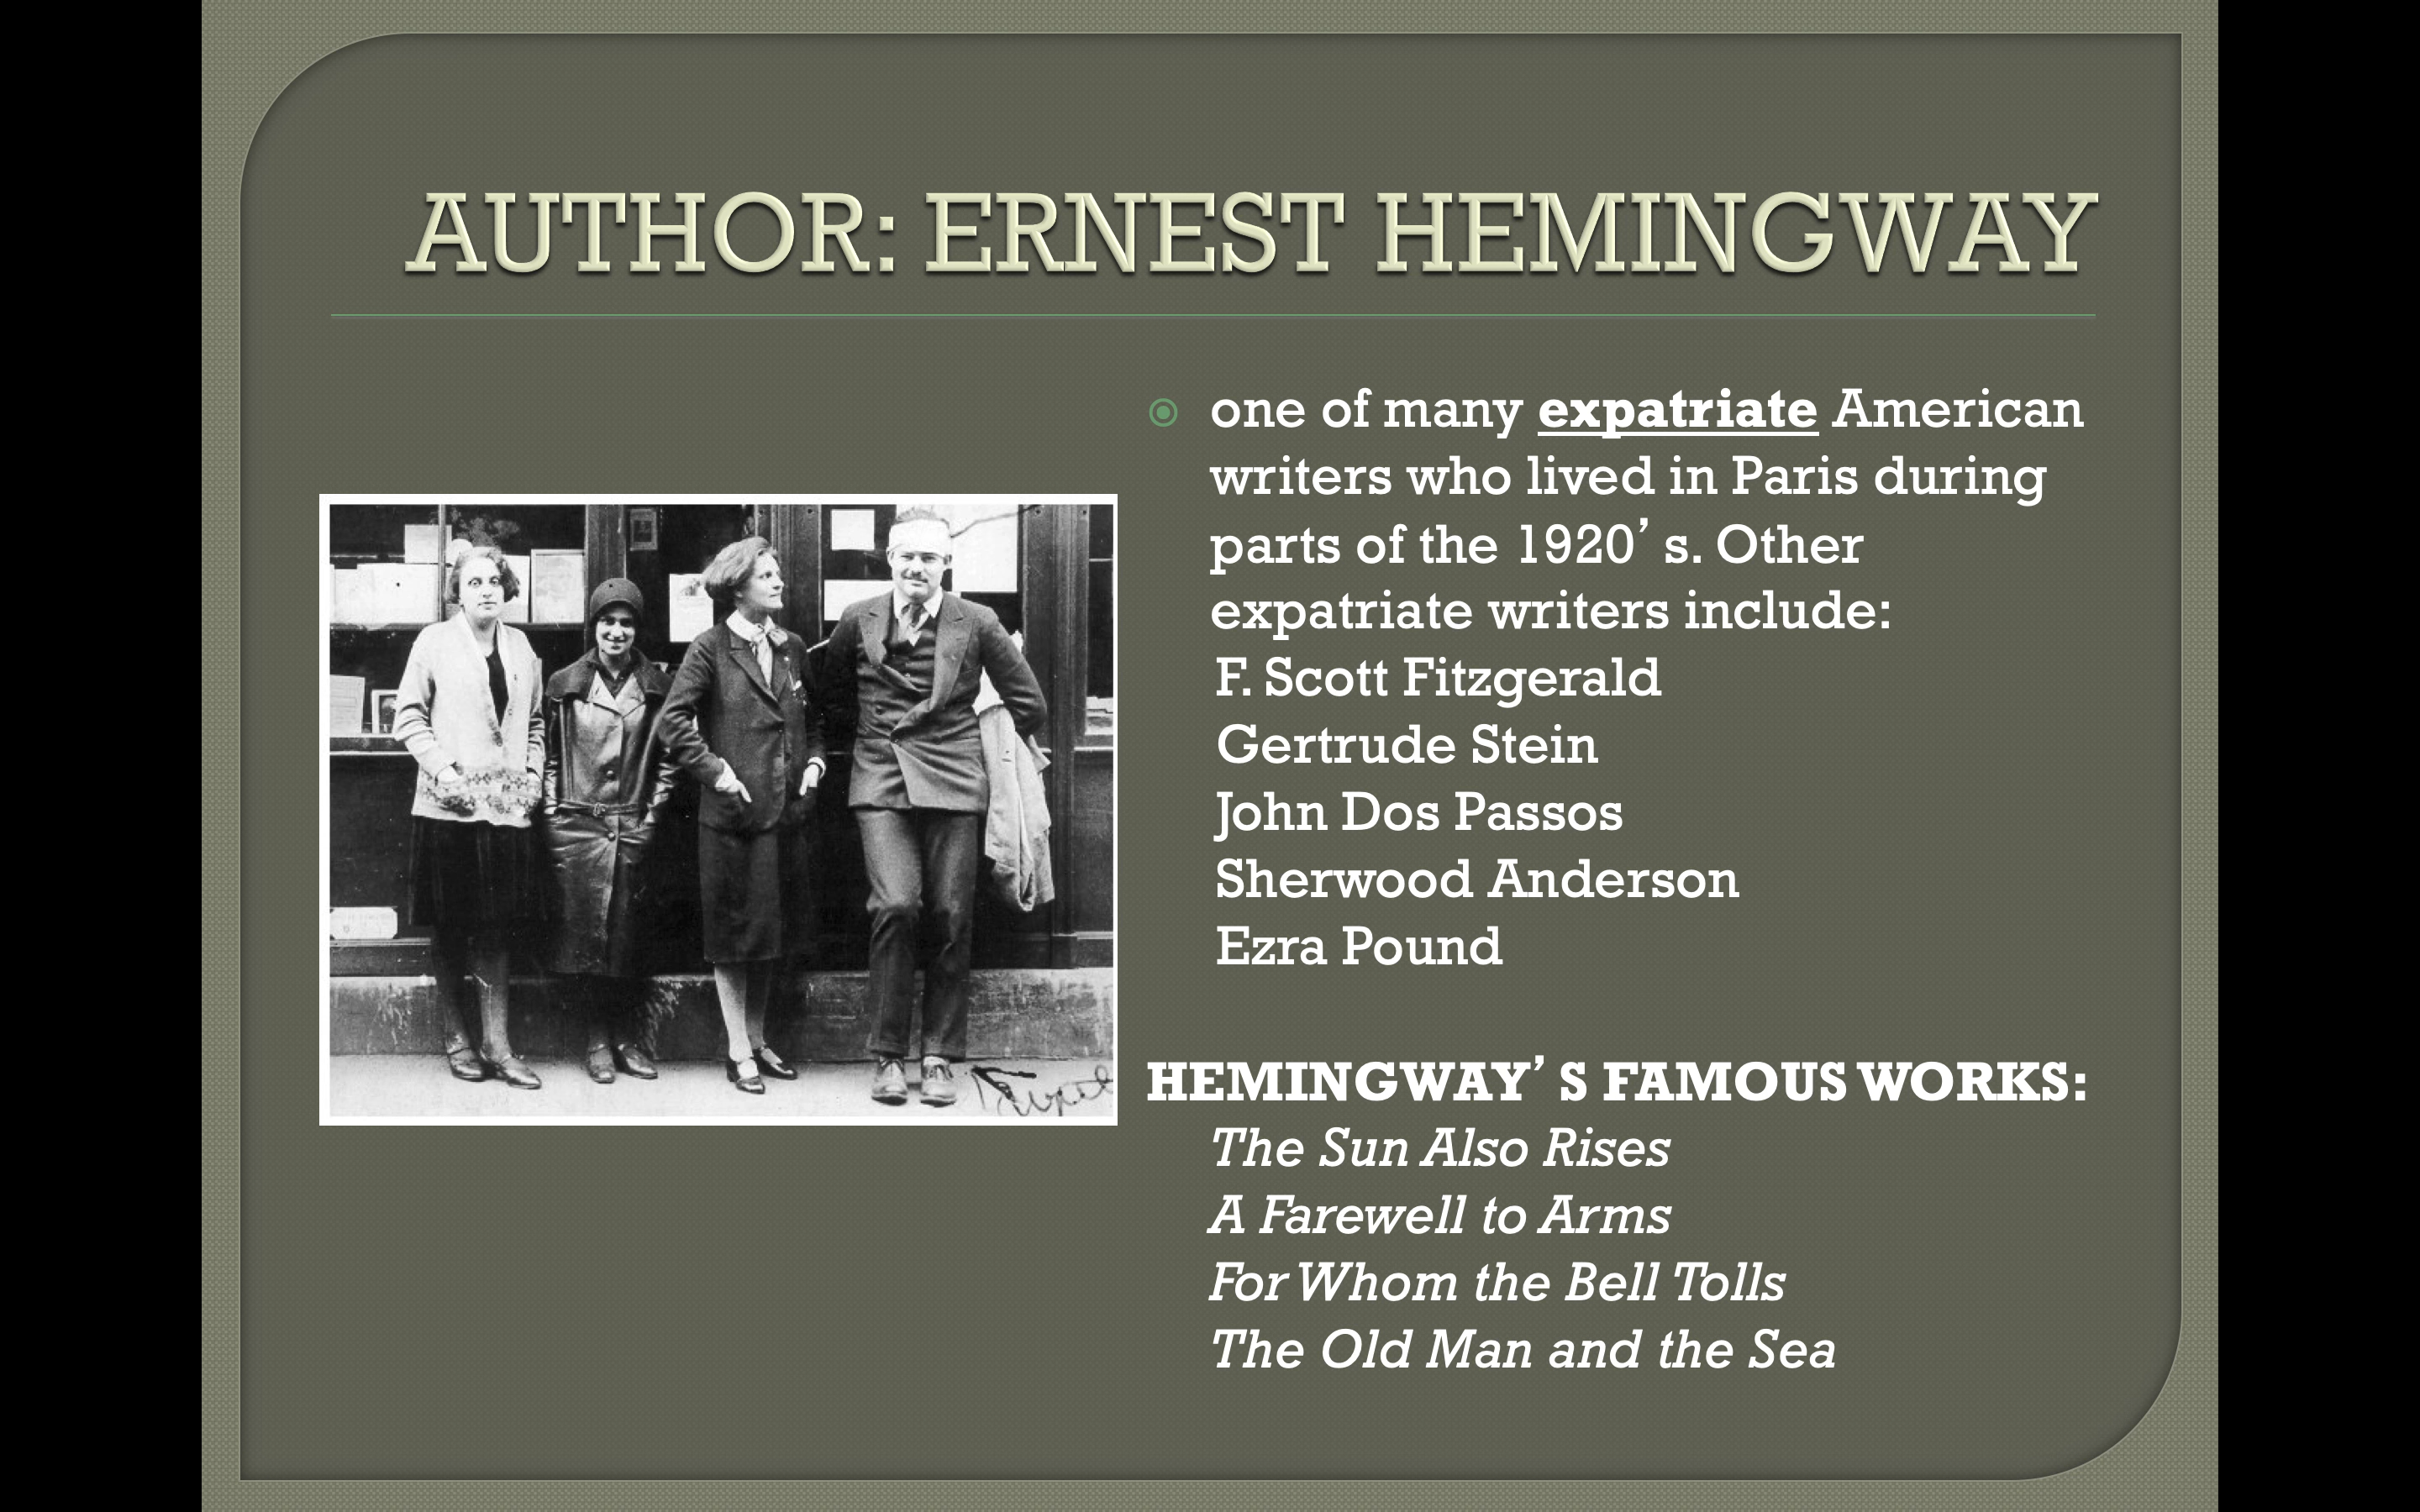 AUTHOR: ERNEST HEMINGWAY
one of many expatriate American
writers who lived in Paris during
parts of the 1920’s. Other
expatriate writers include:
F. Scott Fitzgerald
Gertrude Stein
John Dos Passos
Sherwood Anderson
Ezra Pound
HEMINGWAY’S FAMOUS WORKS:
The Sun Also Rises
A Farewell to Arms
For Whom the Bell Tolls
The Old Man and the Sea